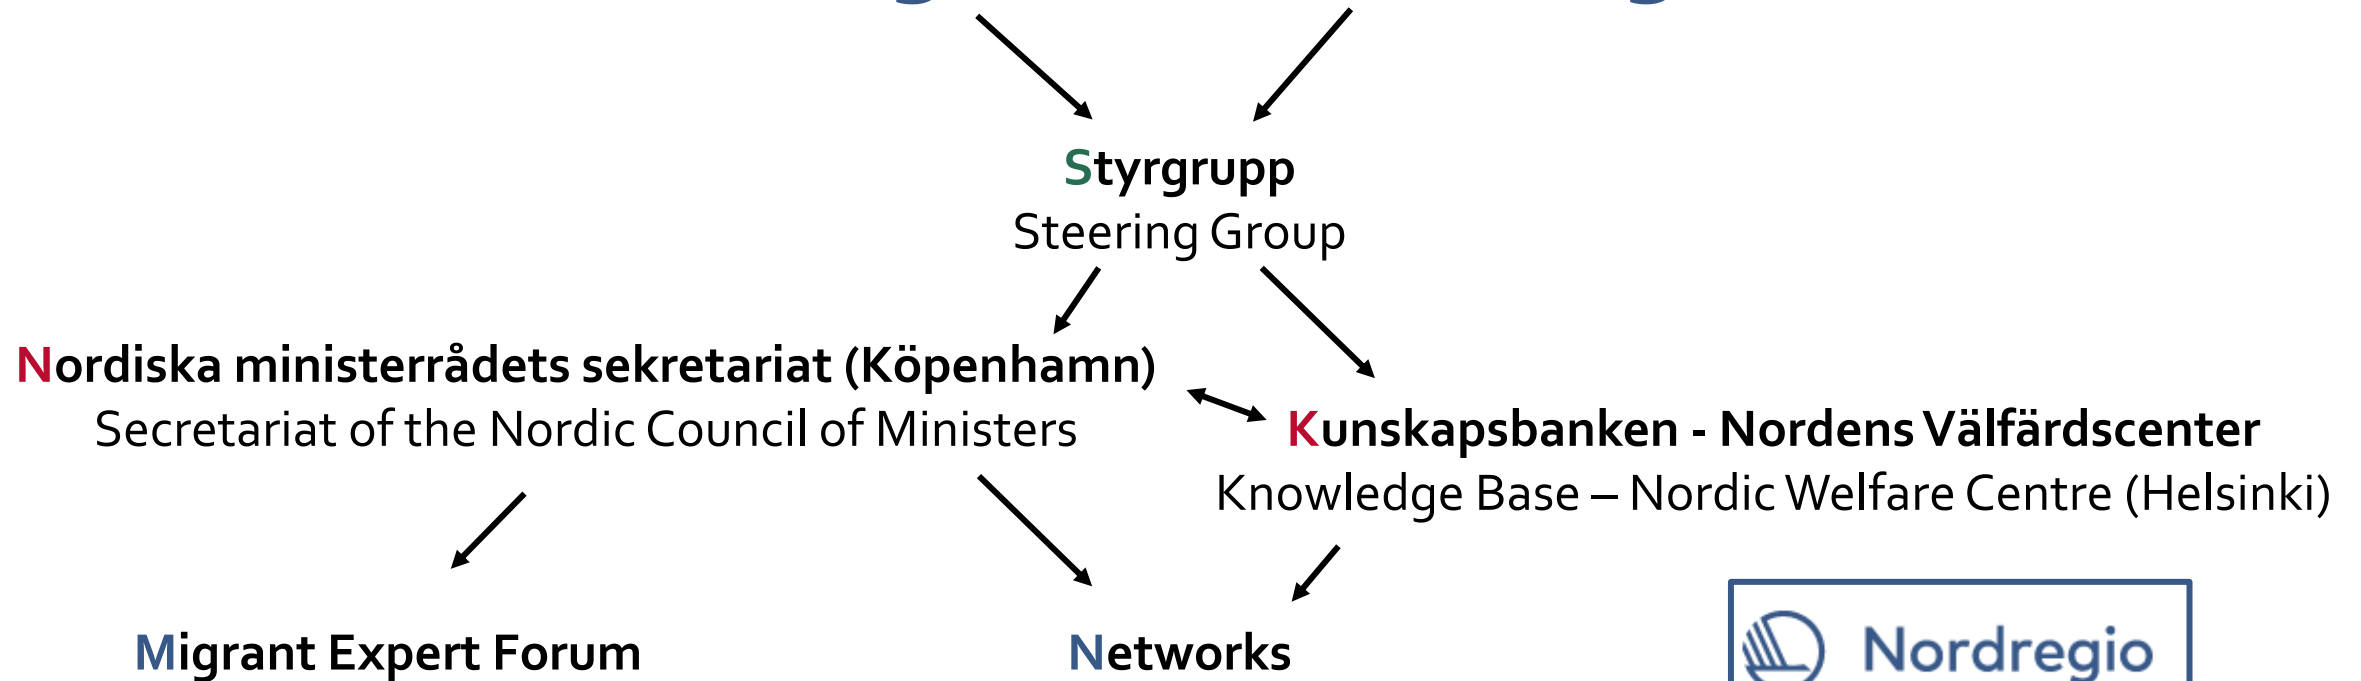 Styrgrupp
Steering Group
Nordiska ministerrådets sekretariat (Köpenhamn)
Secretariat of the Nordic Council of Ministers
Kunskapsbanken - Nordens Välfärdscenter
Knowledge Base – Nordic Welfare Centre (Helsinki)
Migrant Expert Forum
Networks
Nordregio